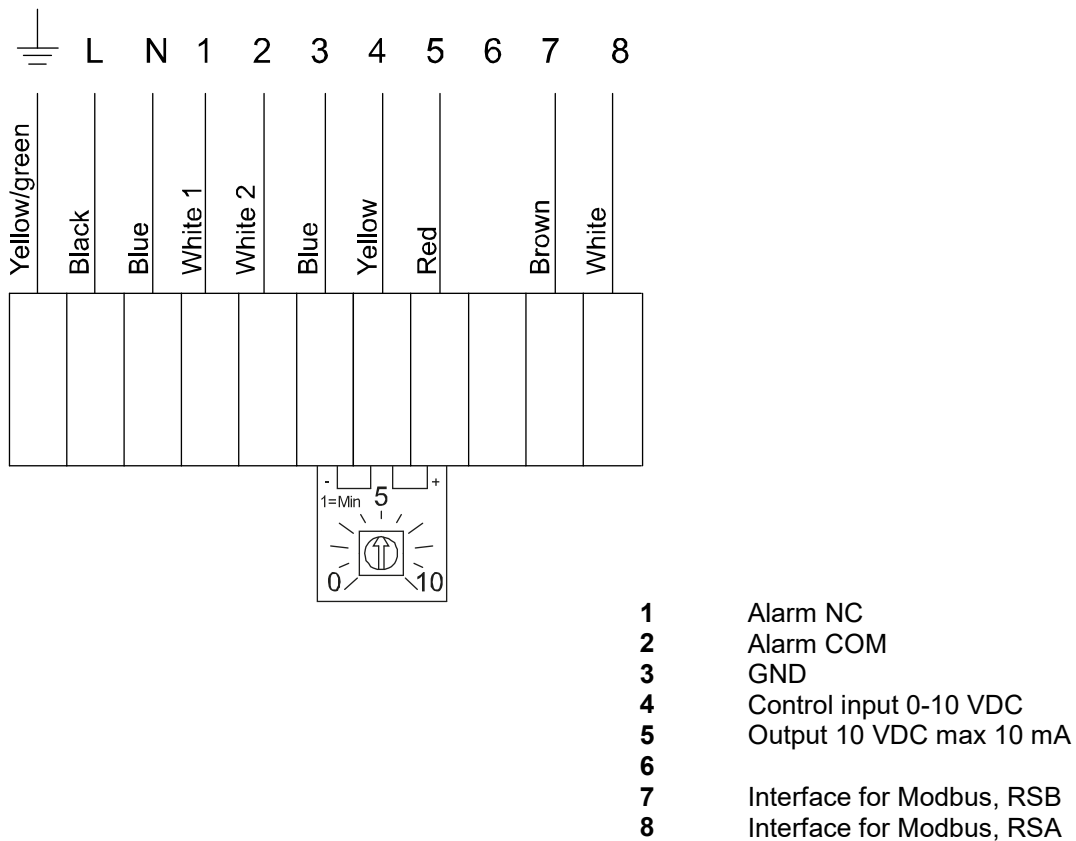 L N 1 2 3 4 5 6 7 8
Yellow/green
Black
Blue
White 1
White 2
Blue
Yellow
Red
Brown
White
- +
1=Min 5
0 10
1 Alarm NC
2 Alarm COM
3 GND
4 Control input 0-10 VDC
5 Output 10 VDC max 10 mA
6
7 Interface for Modbus, RSB
8 Interface for Modbus, RSA